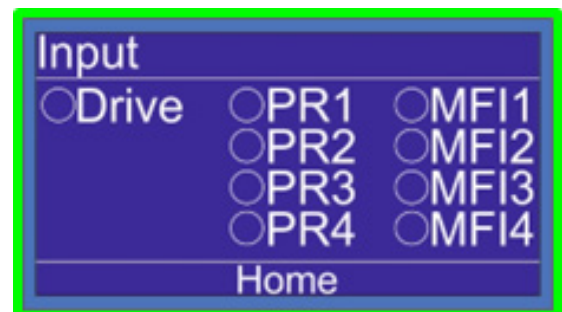 Input
Drive PR1 MFI1
PR2 MFI2
PR3 MFI3
PR4 MFI4
Home